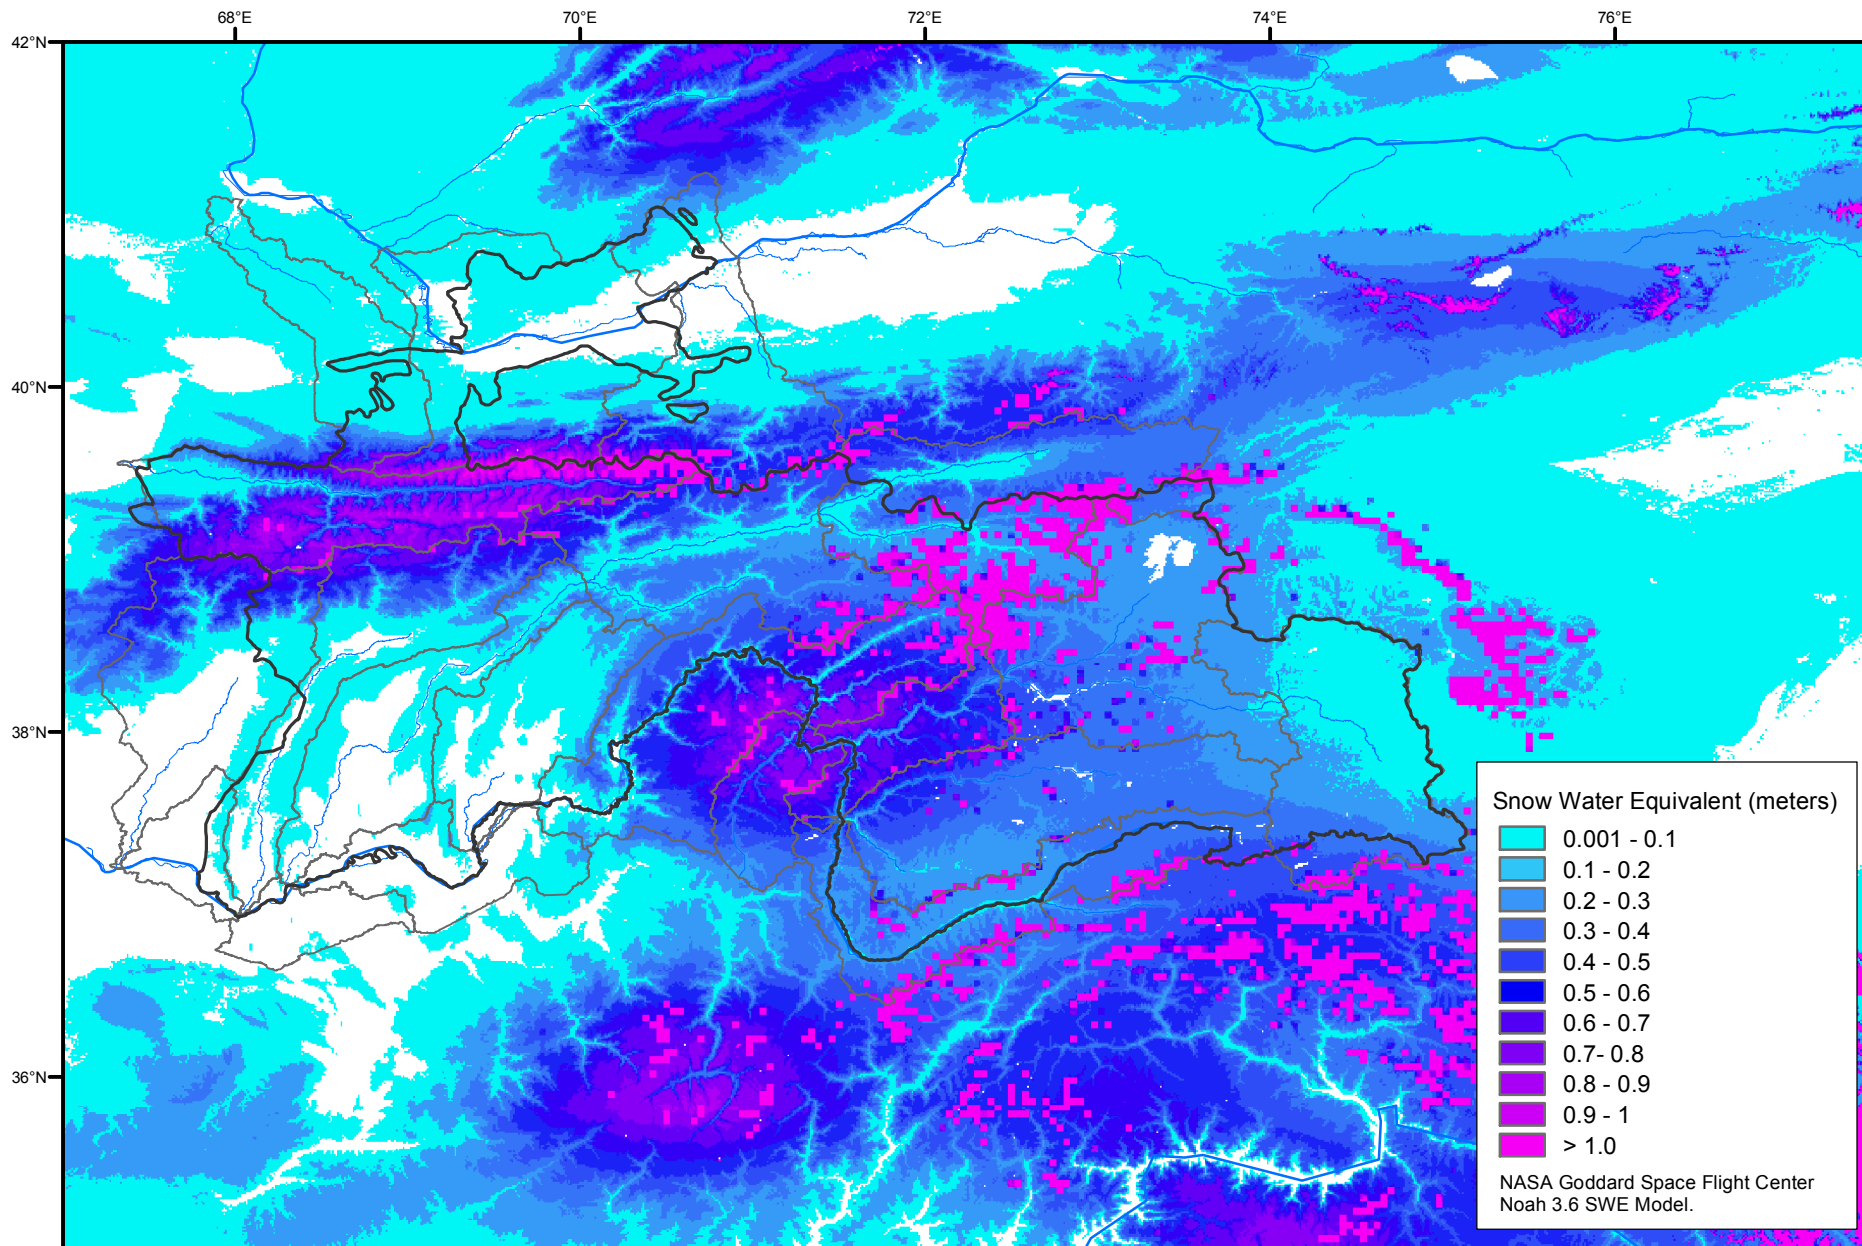 68°E
70°E
72°E
74°E
76°E
42°N
40°N
38°N
36°N
Snow Water Equivalent (meters)
0.001 - 0.1
0.1 - 0.2
0.2 - 0.3
0.3 - 0.4
0.4 - 0.5
0.5 - 0.6
0.6 - 0.7
0.7- 0.8
0.8 - 0.9
0.9 - 1
> 1.0
NASA Goddard Space Flight Center
Noah 3.6 SWE Model.